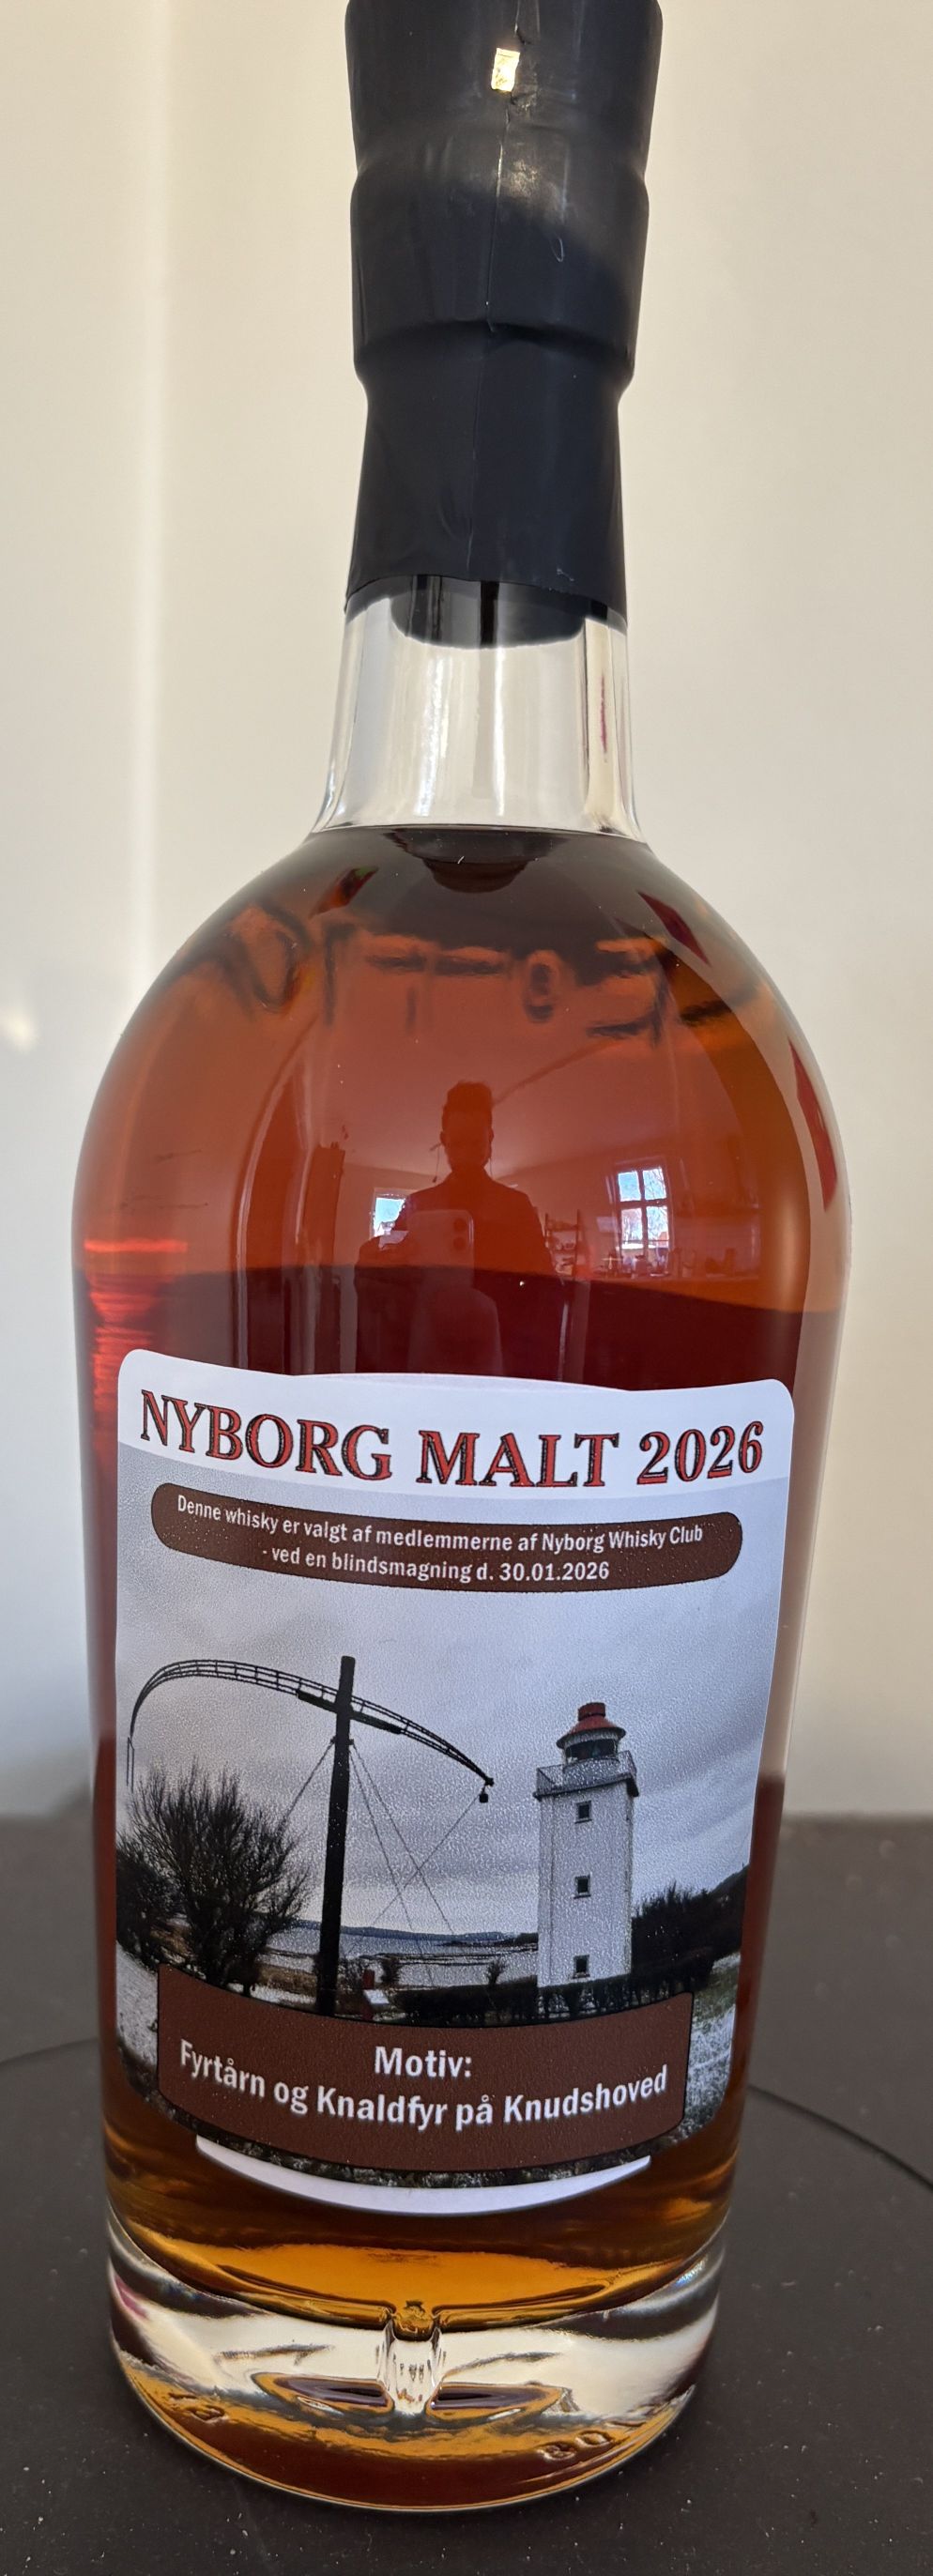 NYBORG MALT 2026
Denne whisky er valgt af medlemmerne af Nyborg Whisky Club
- ved en blindsmagning d. 30.01.2026
Motiv:
Fyrtårn og Knaldfyr på Knudshoved